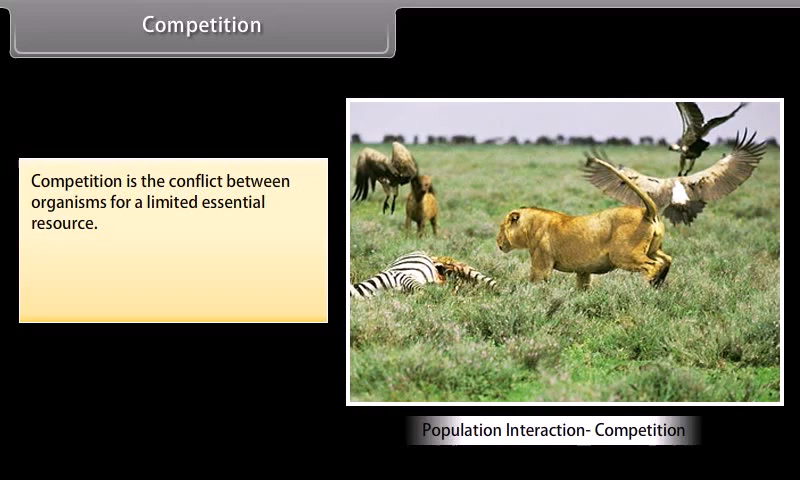 Competition
Competition is the conflict between
organisms for a limited essential
resource.
Population Interaction- Competition